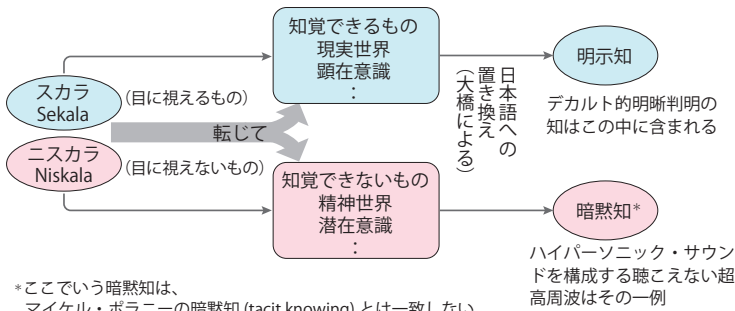 知覚できるもの
現実世界
顕在意識
：
スカラ
Sekala
(目に視えるもの)
転じて
ニスカラ
Niskala
(目に視えないもの)
知覚できないもの
精神世界
潜在意識
：
日本語への
置き換え
(大橋による)
明示知
デカルト的明晰判明の
知はこの中に含まれる
暗黙知*
ハイパーソニック・サウン
ドを構成する聴こえない超
高周波はその一例
*ここでいう暗黙知は、
マイケル・ポラニーの暗黙知 (tacit knowing) とは一致しない